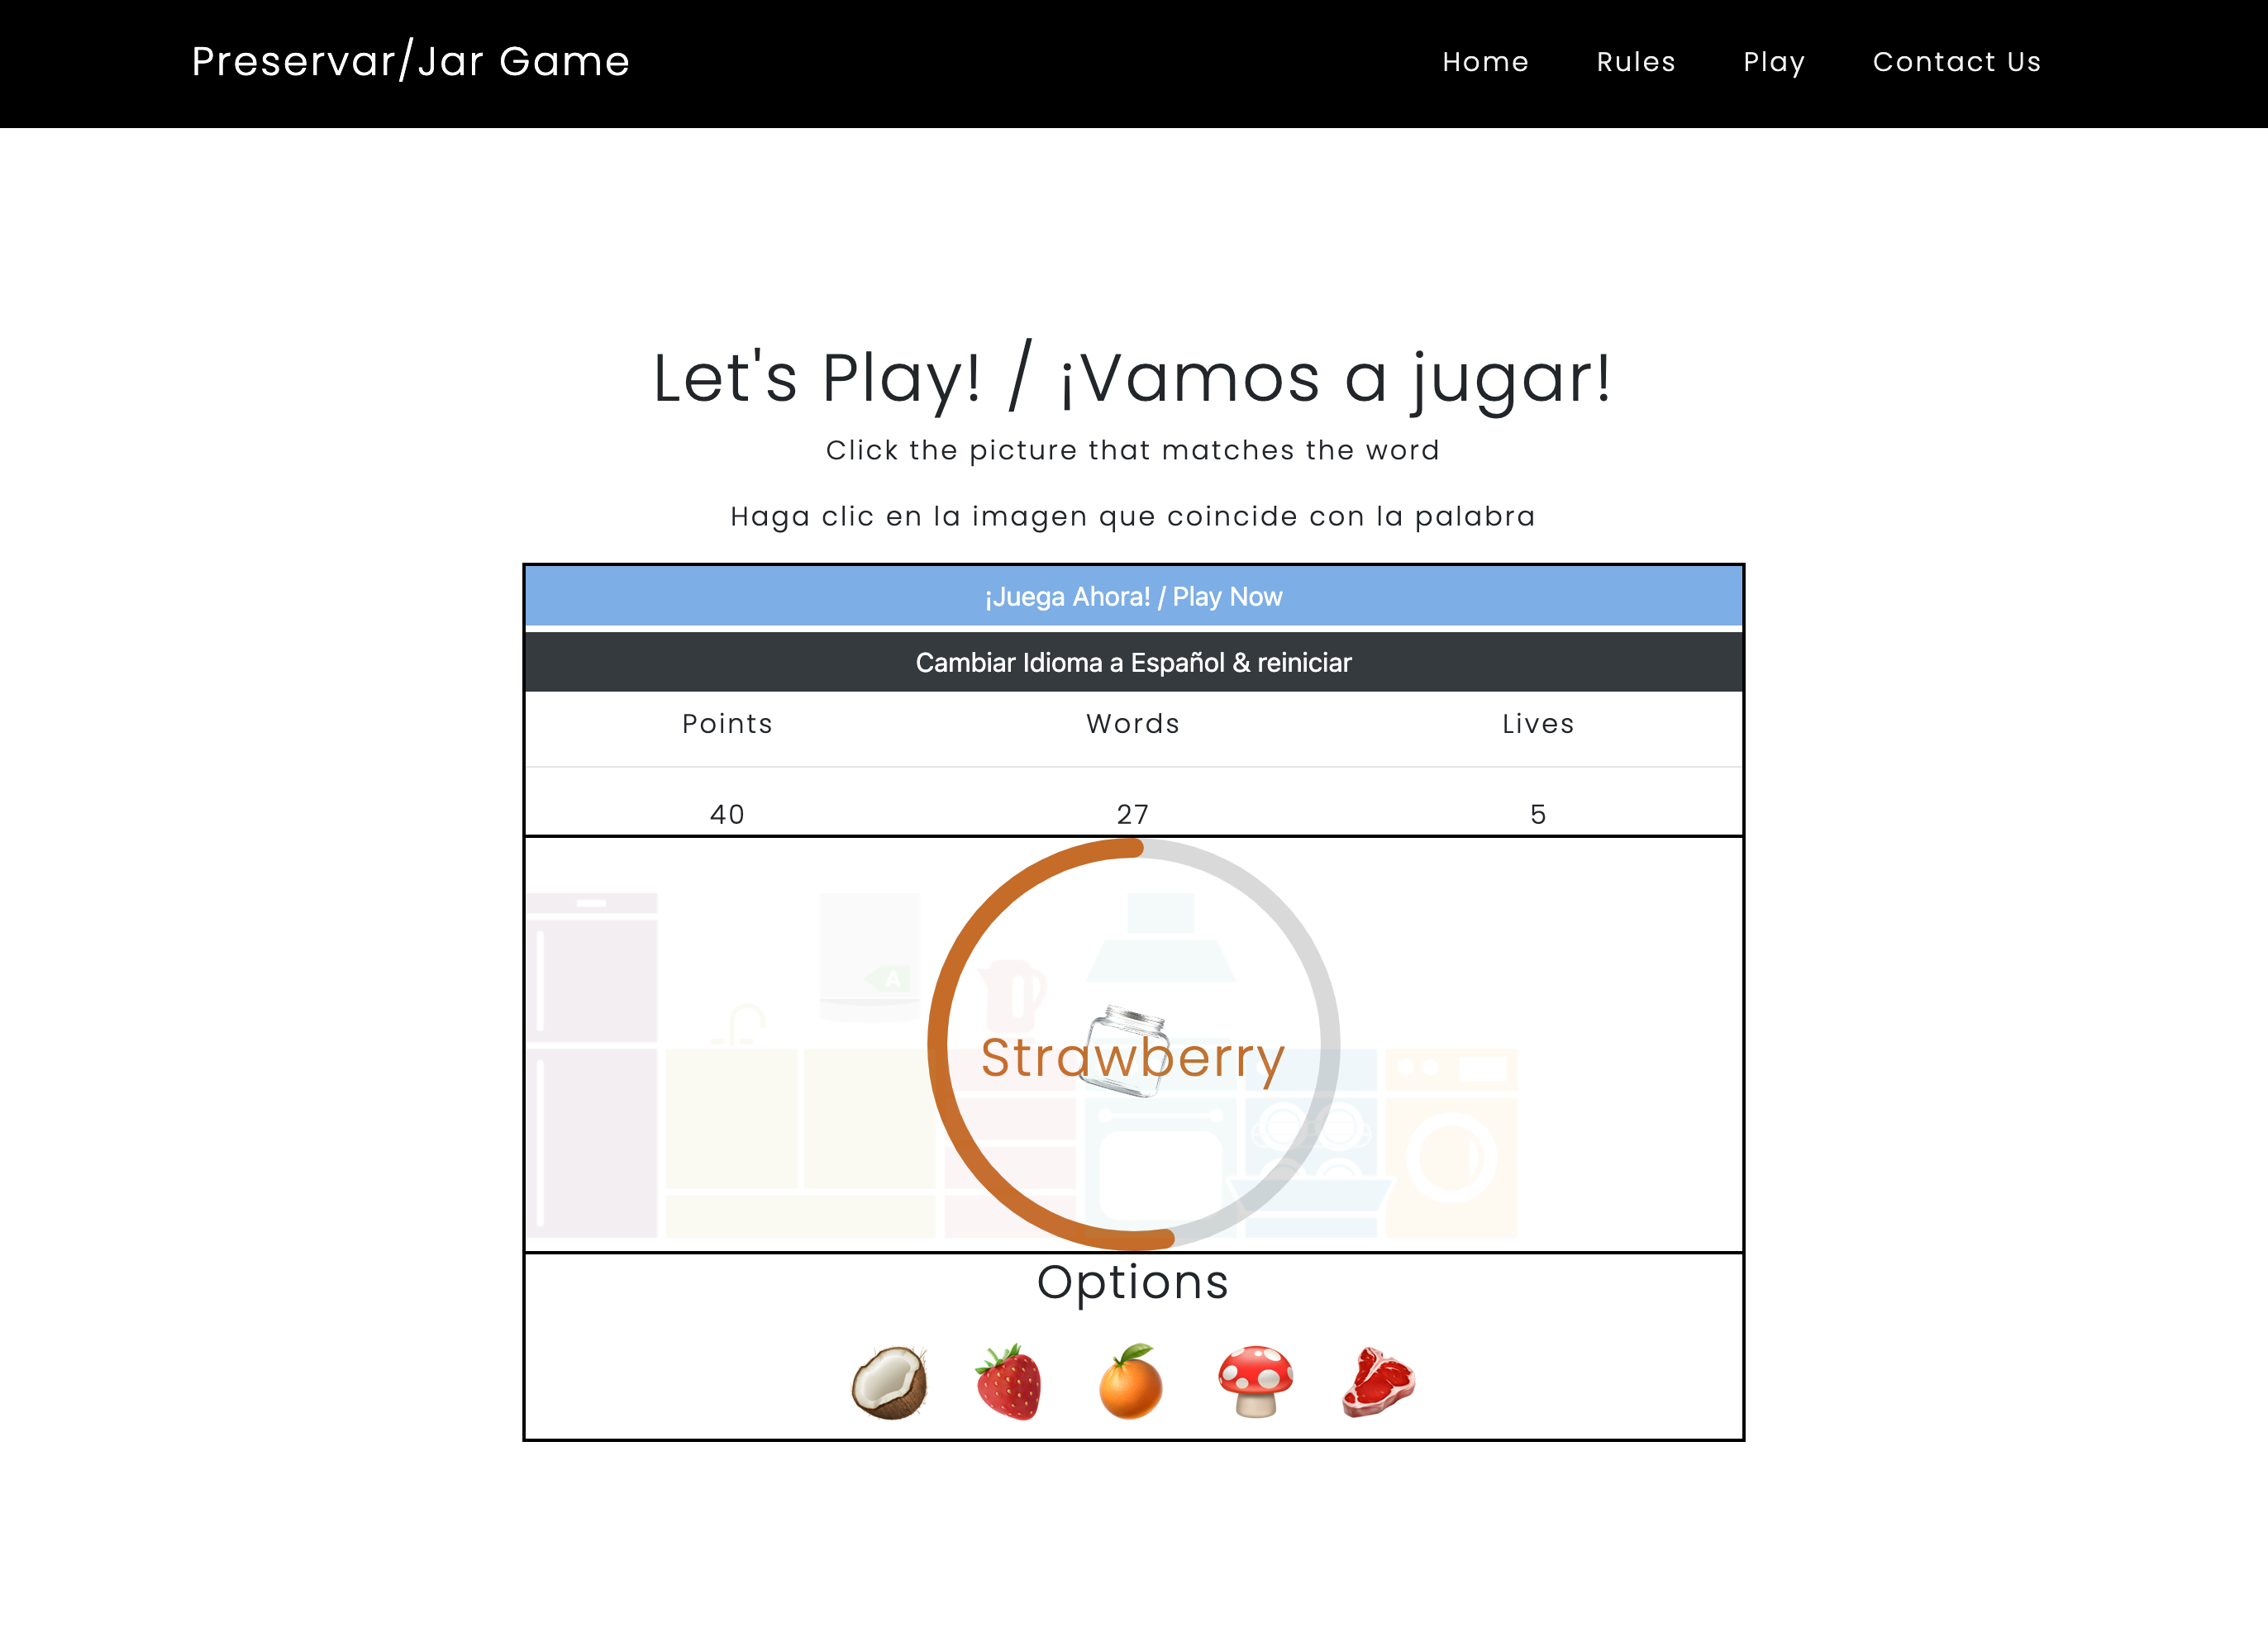 Preservar/Jar Game Home Rules Play Contact Us
Let's Play! / ¡Vamos a jugar!
Click the picture that matches the word
Haga clic en la imagen que coincide con la palabra
¡Juega Ahora! / Play Now
Cambiar Idioma a Español & reiniciar
Points Words Lives
40 27 5
A
Strawberry
Options